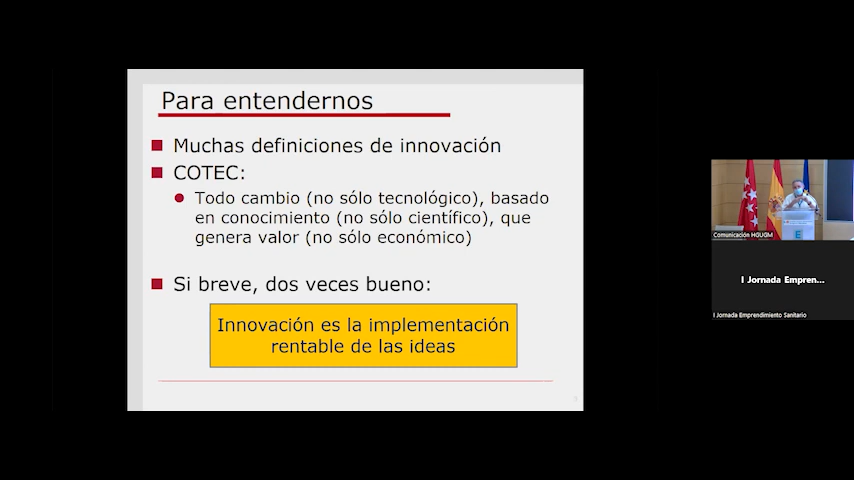 Para entendernos
Muchas definiciones de innovación
COTEC:
Todo cambio (no sólo tecnológico), basado
en conocimiento (no sólo científico), que
genera valor (no sólo económico)
Si breve, dos veces bueno:
Innovación es la implementación
rentable de las ideas
Comunicación HGUGM
I Jornada Empren...
I Jornada Emprendimiento Sanitario